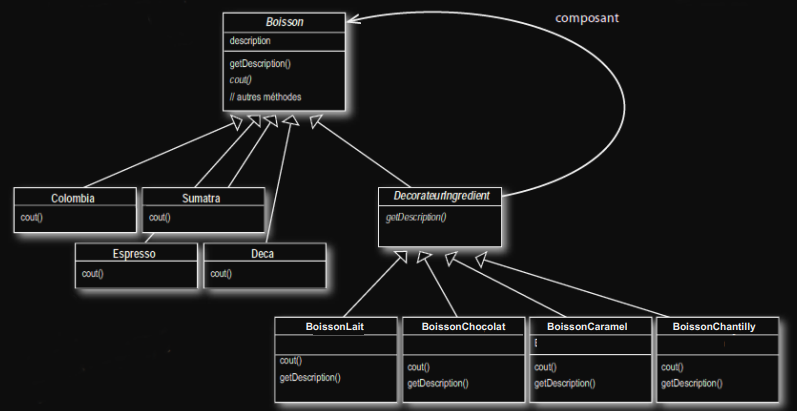 composant
Boisson
description
getDescription()
cout()
// autres méthodes
Colombia
cout()
Sumatra
cout()
DecorateurIngredient
getDescription()
Espresso
cout()
Deca
cout()
BoissonLait
cout()
getDescription()
BoissonChocolat
cout()
getDescription()
BoissonCaramel
cout()
getDescription()
BoissonChantilly
cout()
getDescription()